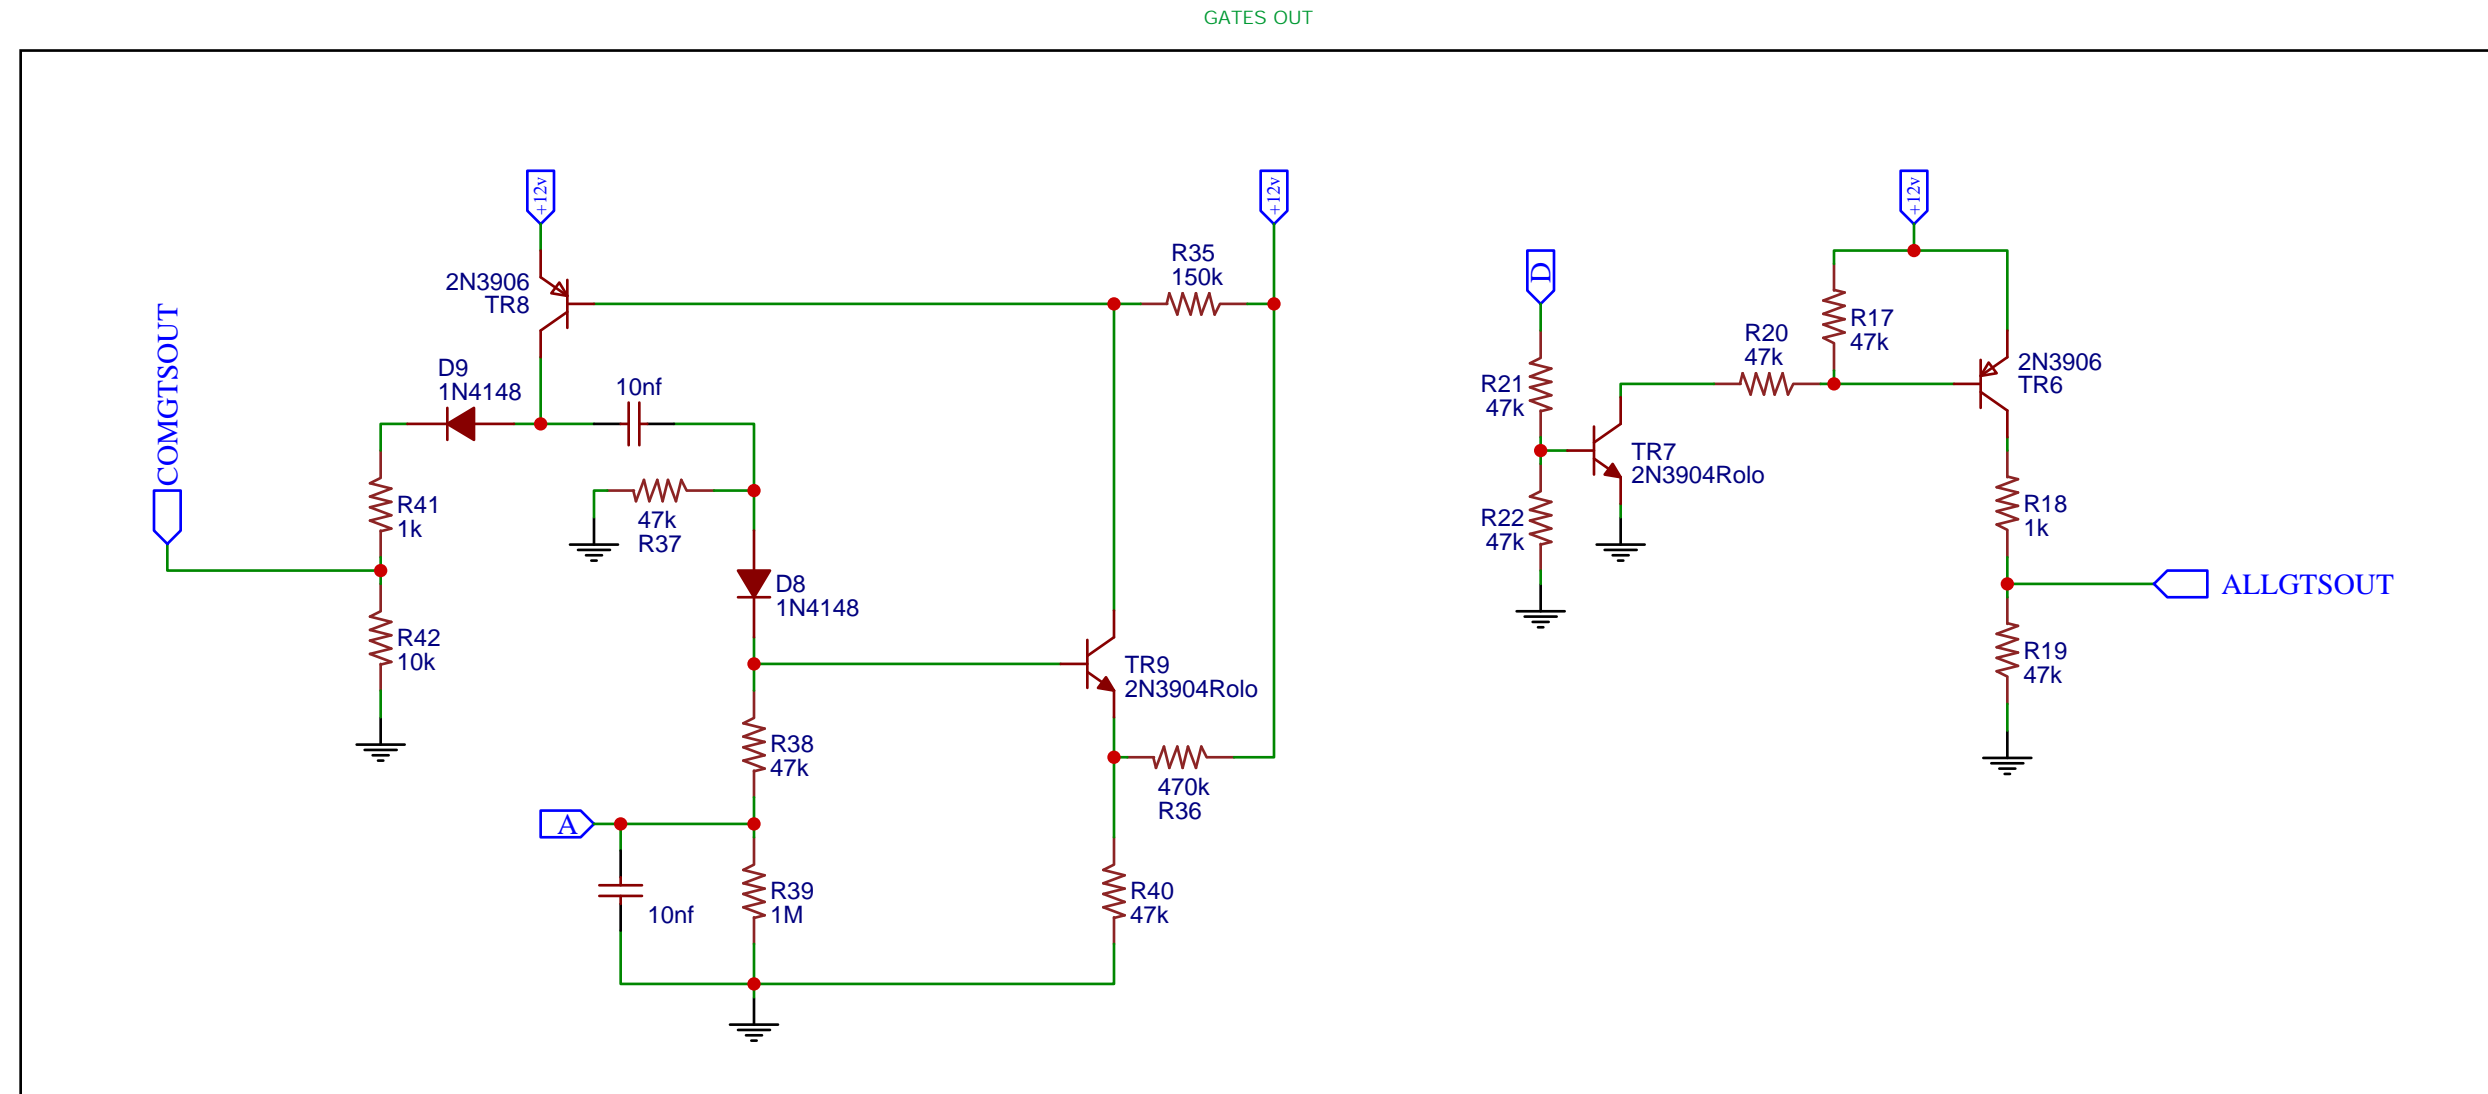 GATES OUT
+12v
+12v
+12v
R35
150k
2N3906
TR8
D
R17
47k
R20
47k
COMGTSOUT
D9
1N4148
10nf
2N3906
TR6
R21
47k
TR7
2N3904Rolo
R41
1k
47k
R37
R22
47k
R18
1k
D8
1N4148
ALLGTSOUT
R42
10k
TR9
2N3904Rolo
R19
47k
R38
47k
470k
R36
A
R39
1M
10nf
R40
47k